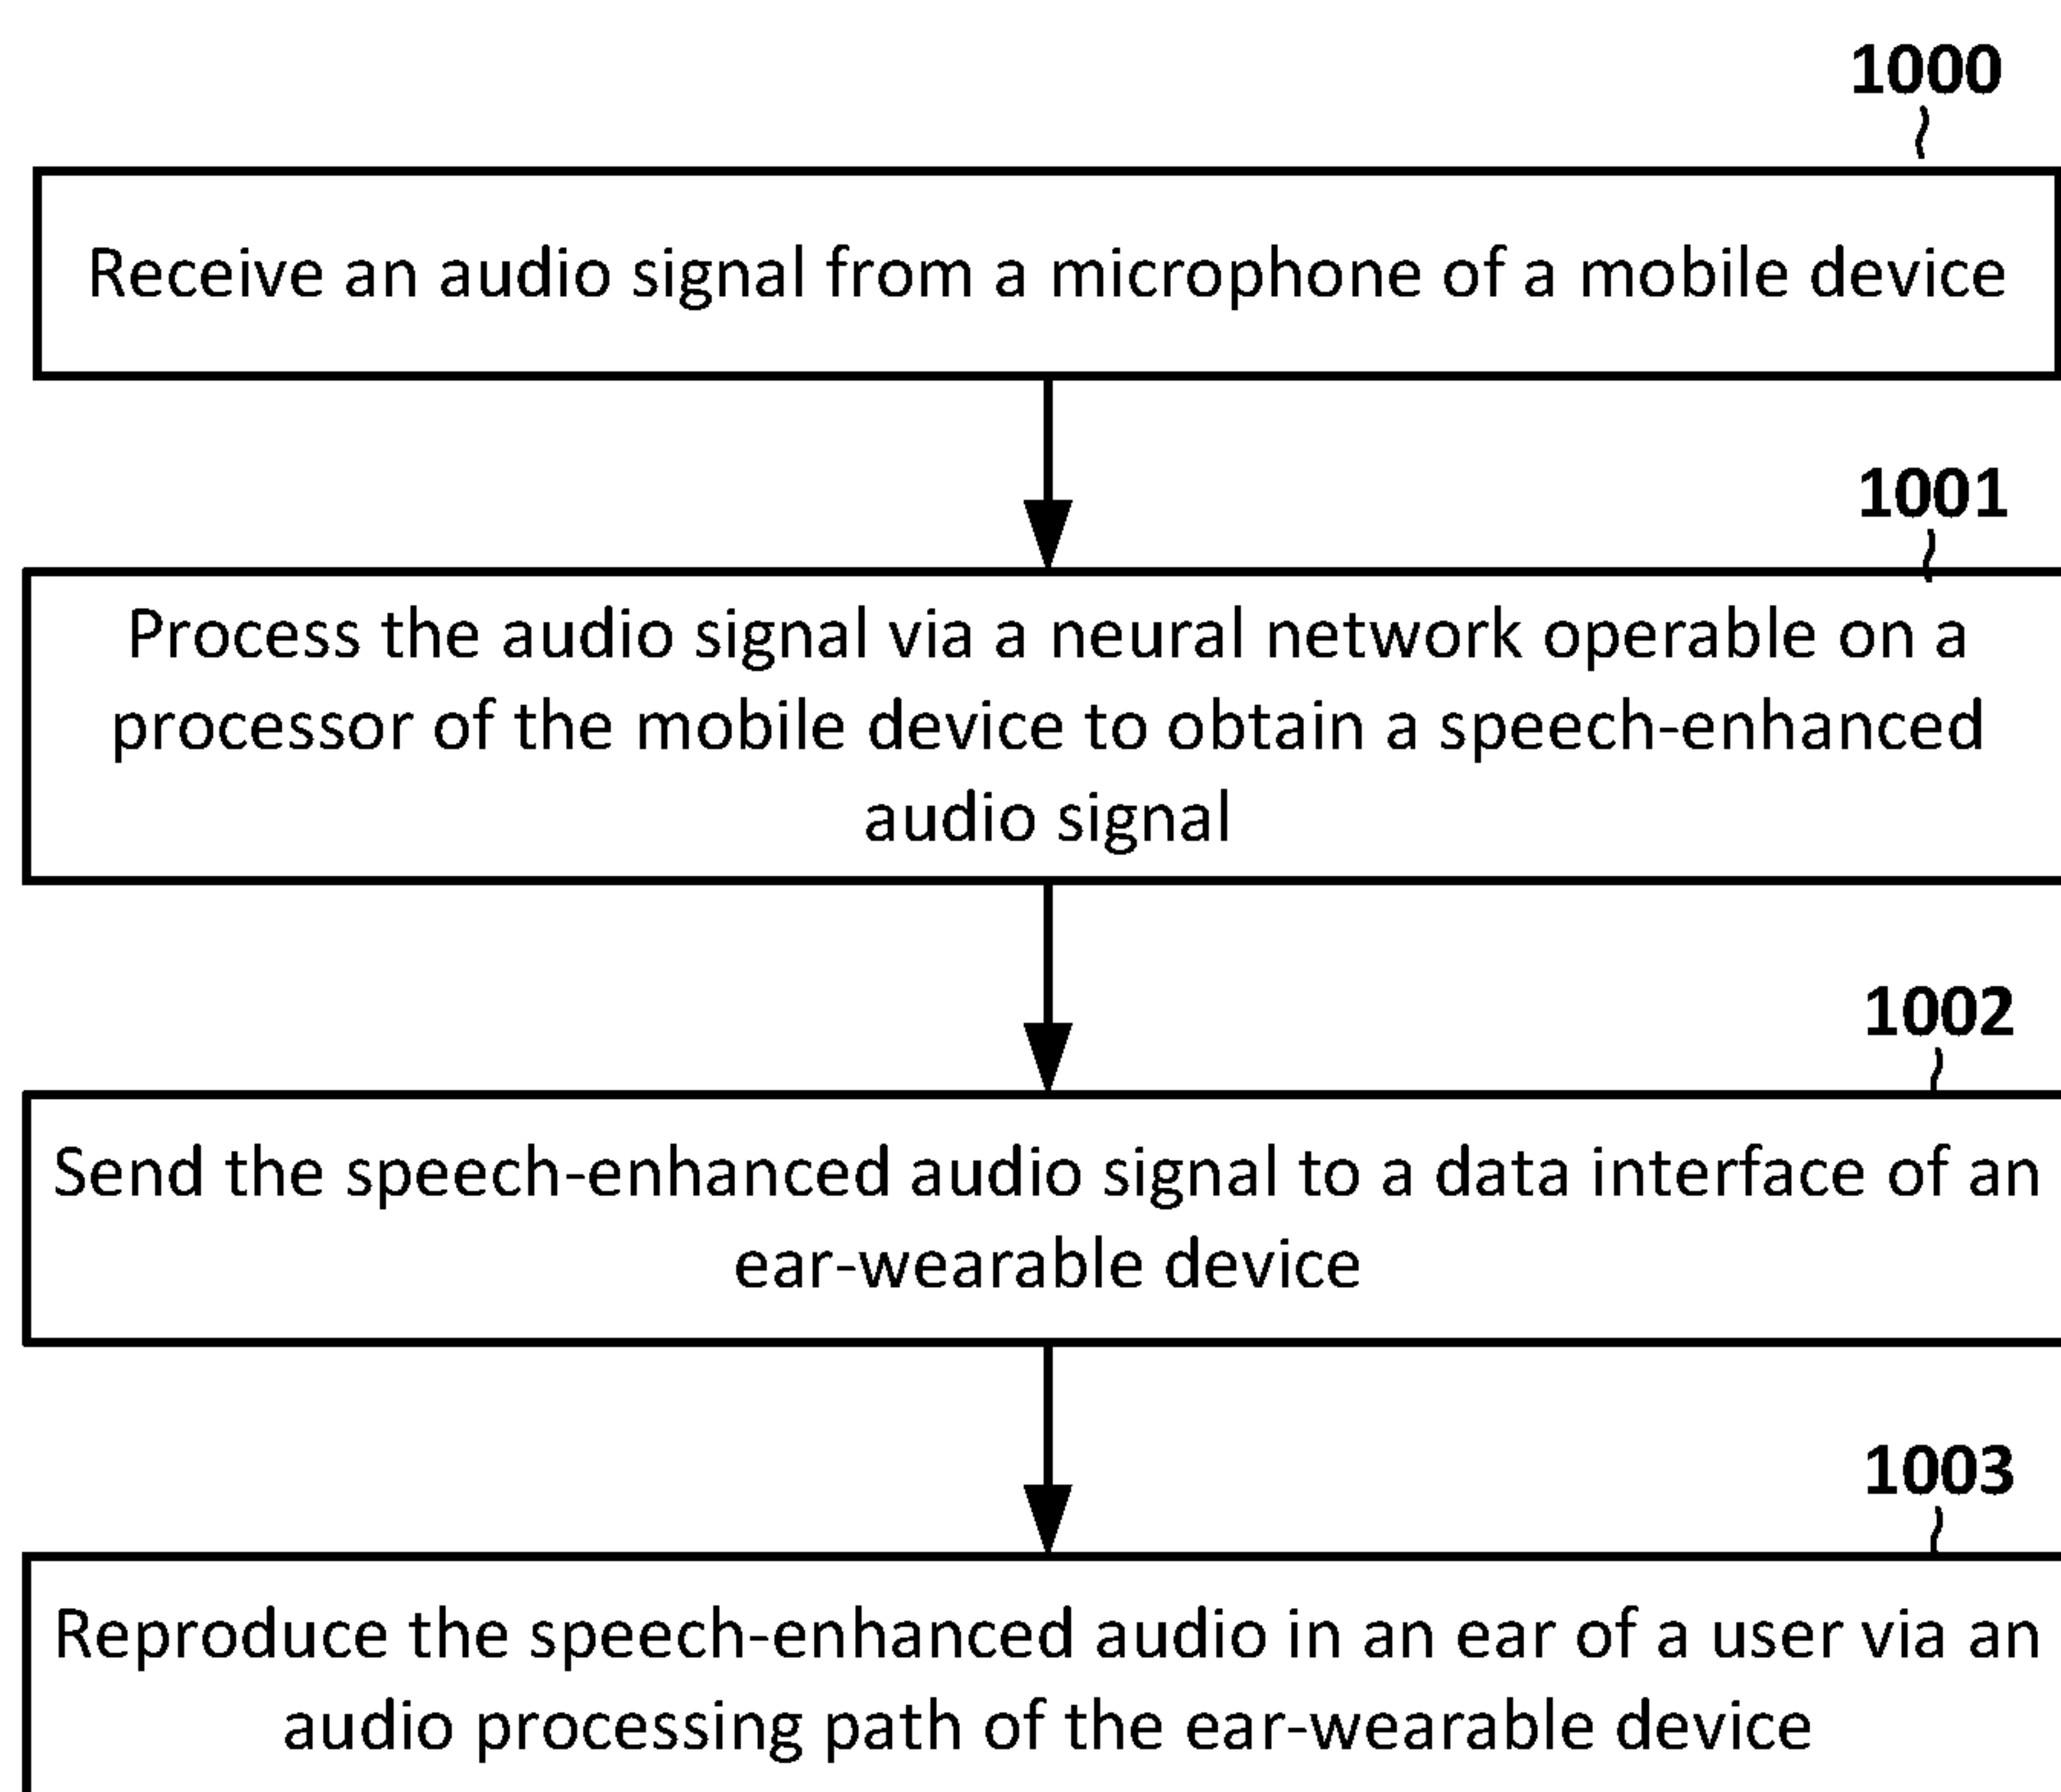 1000
Receive an audio signal from a microphone of a mobile device
1001
Process the audio signal via a neural network operable on a
processor of the mobile device to obtain a speech-enhanced
audio signal
1002
Send the speech-enhanced audio signal to a data interface of an
ear-wearable device
1003
Reproduce the speech-enhanced audio in an ear of a user via an
audio processing path of the ear-wearable device